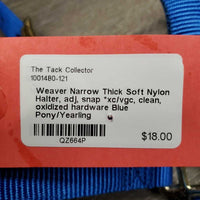 The Tack Collector
1001480-121
Weaver Narrow Thick Soft Nylon
Halter, adj, snap *xc/vgc, clean,
oxidized hardware Blue
Pony/Yearling
$18.00
QZ664P